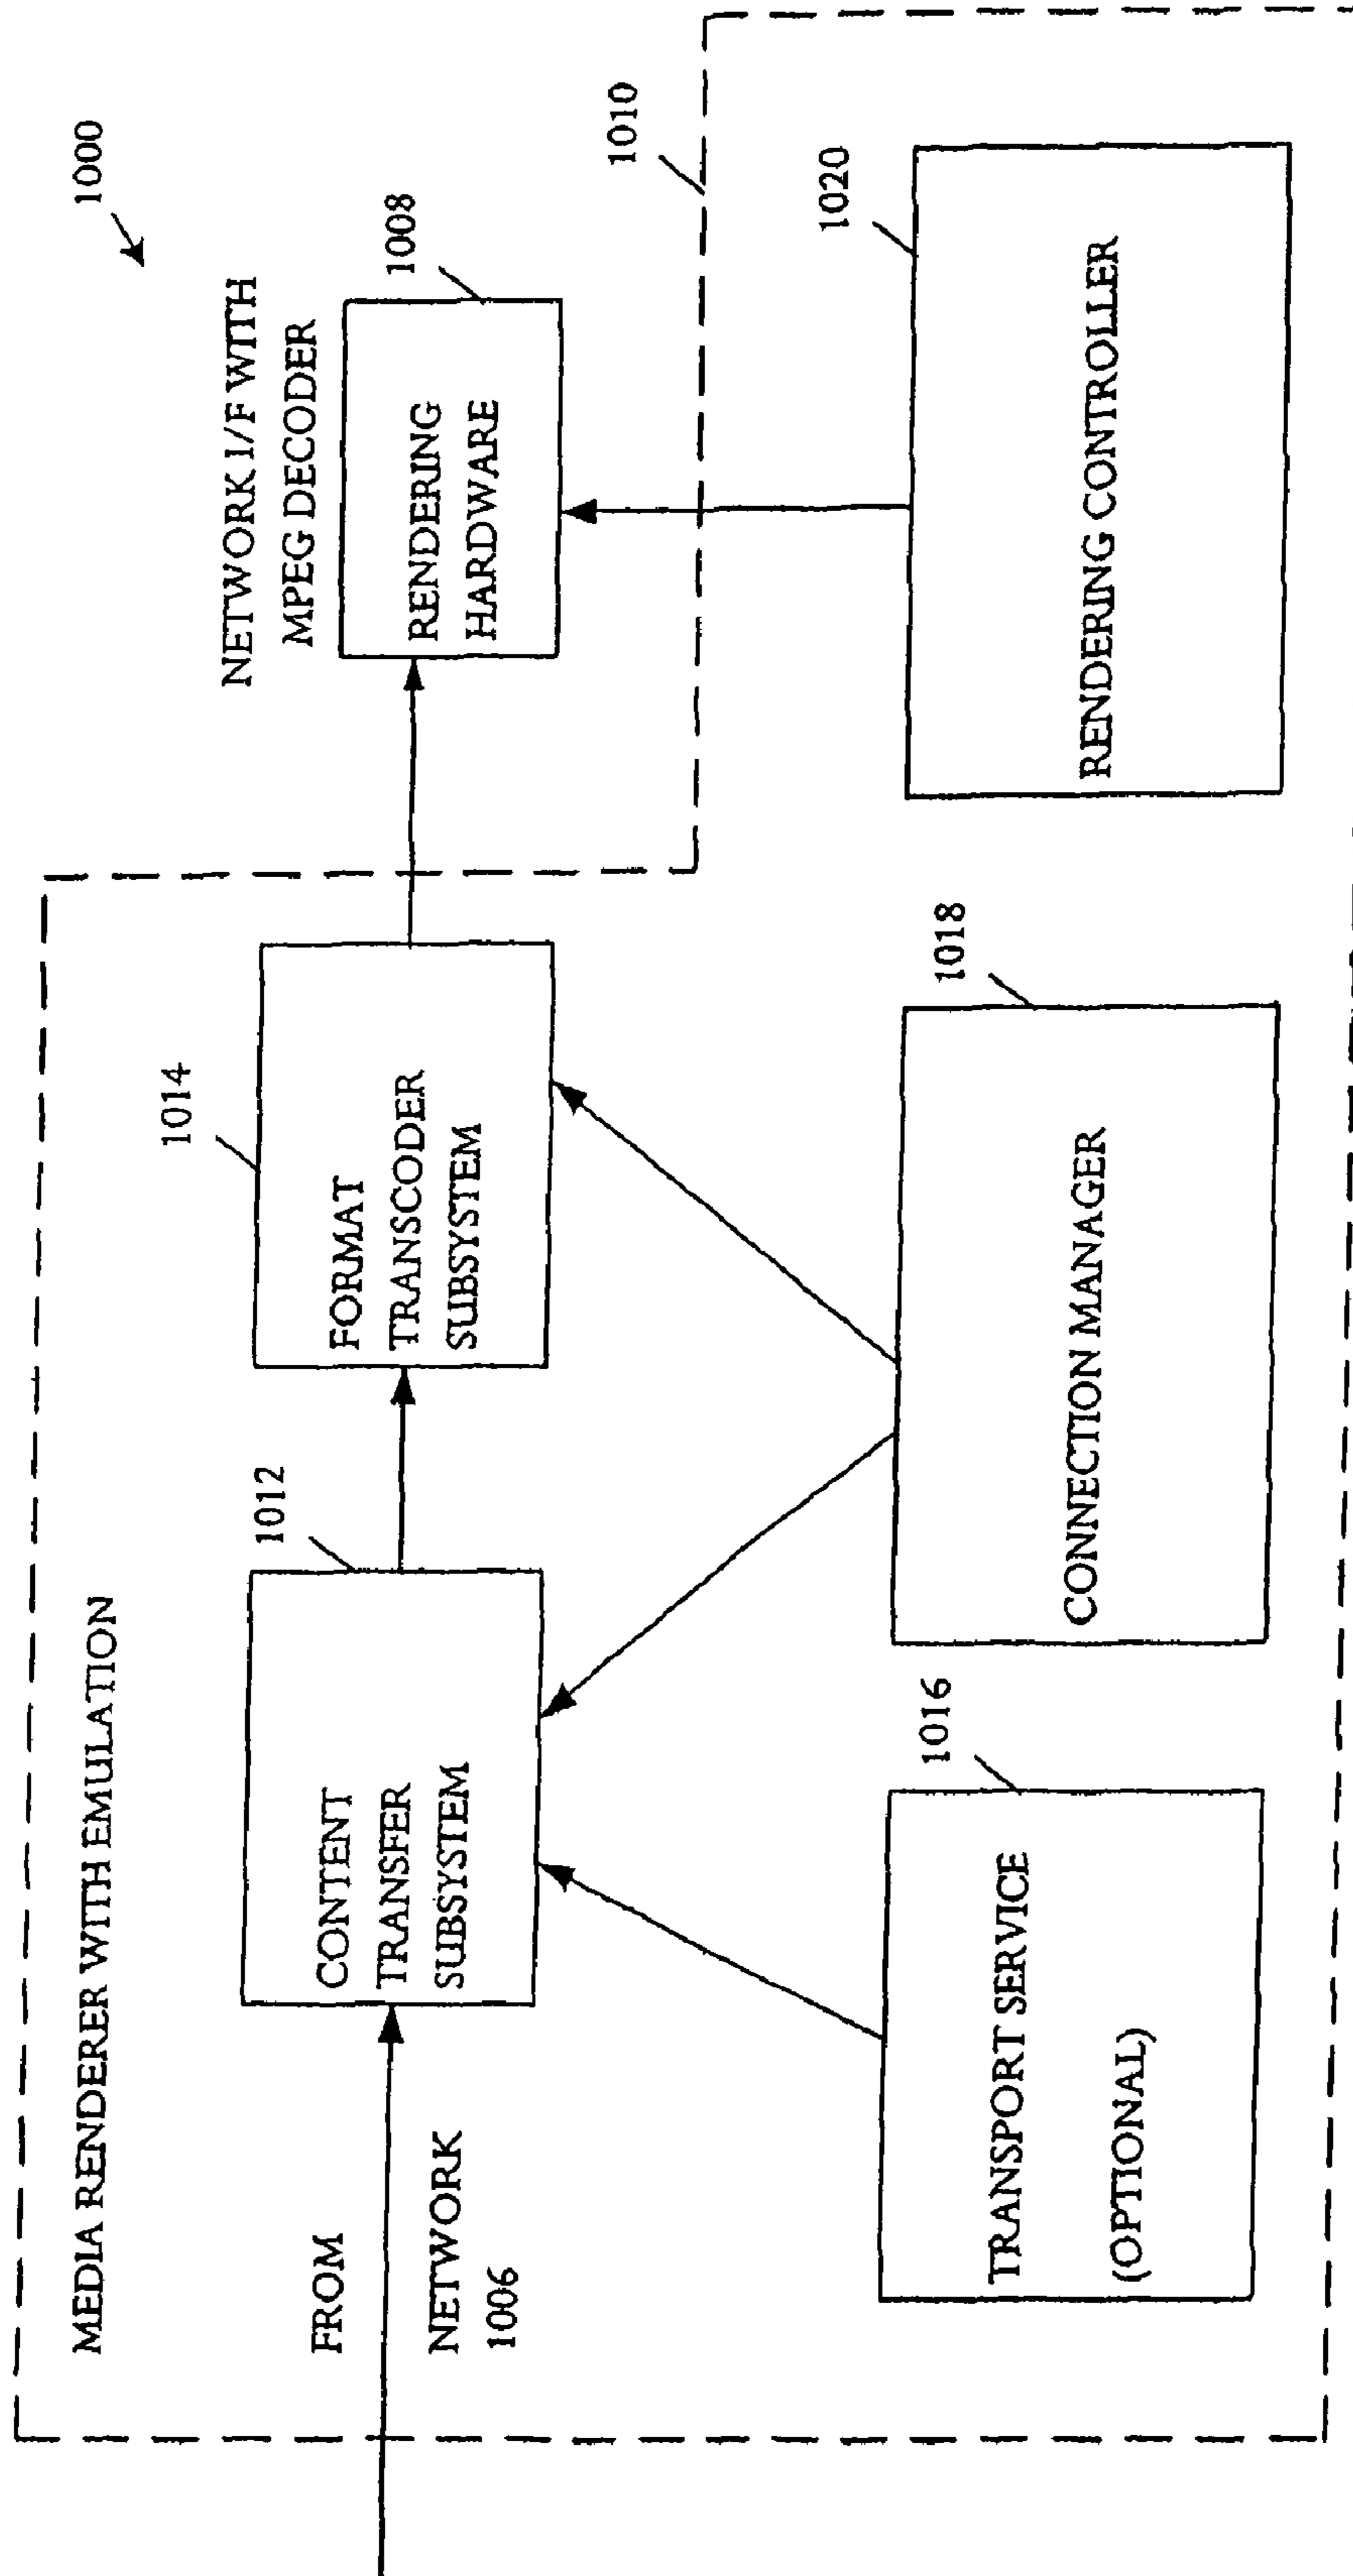 1000
MEDIA RENDERER WITH EMULATION
NETWORK I/F WITH
MPEG DECODER
1014
1012
1008
FROM
NETWORK
1006
CONTENT
TRANSFER
SUBSYSTEM
FORMAT
TRANSCODER
SUBSYSTEM
RENDERING
HARDWARE
1010
1016
1018
1020
TRANSPORT SERVICE
(OPTIONAL)
CONNECTION MANAGER
RENDERING CONTROLLER